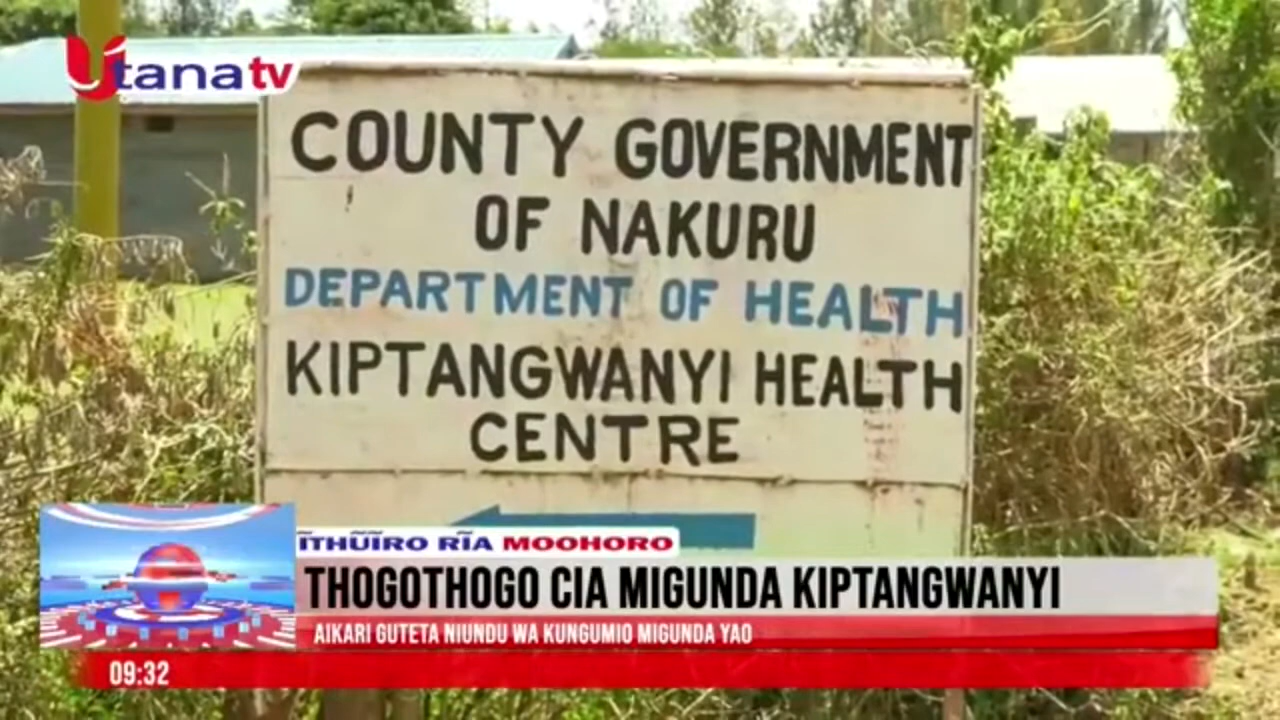 Utana tv
COUNTY GOVERNMENT
OF NAKURU
DEPARTMENT OF HEALTH
KIPTANGWANYI HEALTH
CENTRE
ĨTHŨĨRO RĨA MOOHORO
THOGOTHOGO CIA MIGUNDA KIPTANGWANYI
AIKARI GUTETA NIUNDU WA KUNGUMIO MIGUNDA YAO
09:32